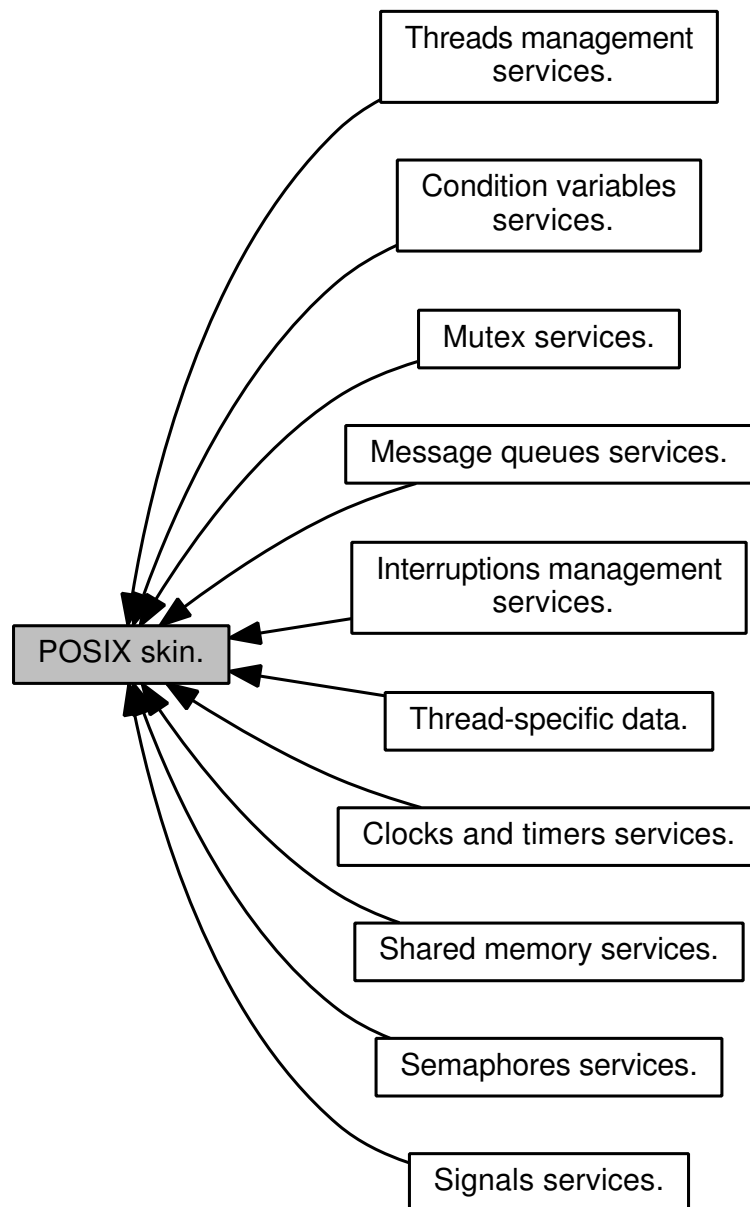 Threads management
services.
Condition variables
services.
Mutex services.
Message queues services.
Interruptions management
services.
POSIX skin.
Thread-specific data.
Clocks and timers services.
Shared memory services.
Semaphores services.
Signals services.